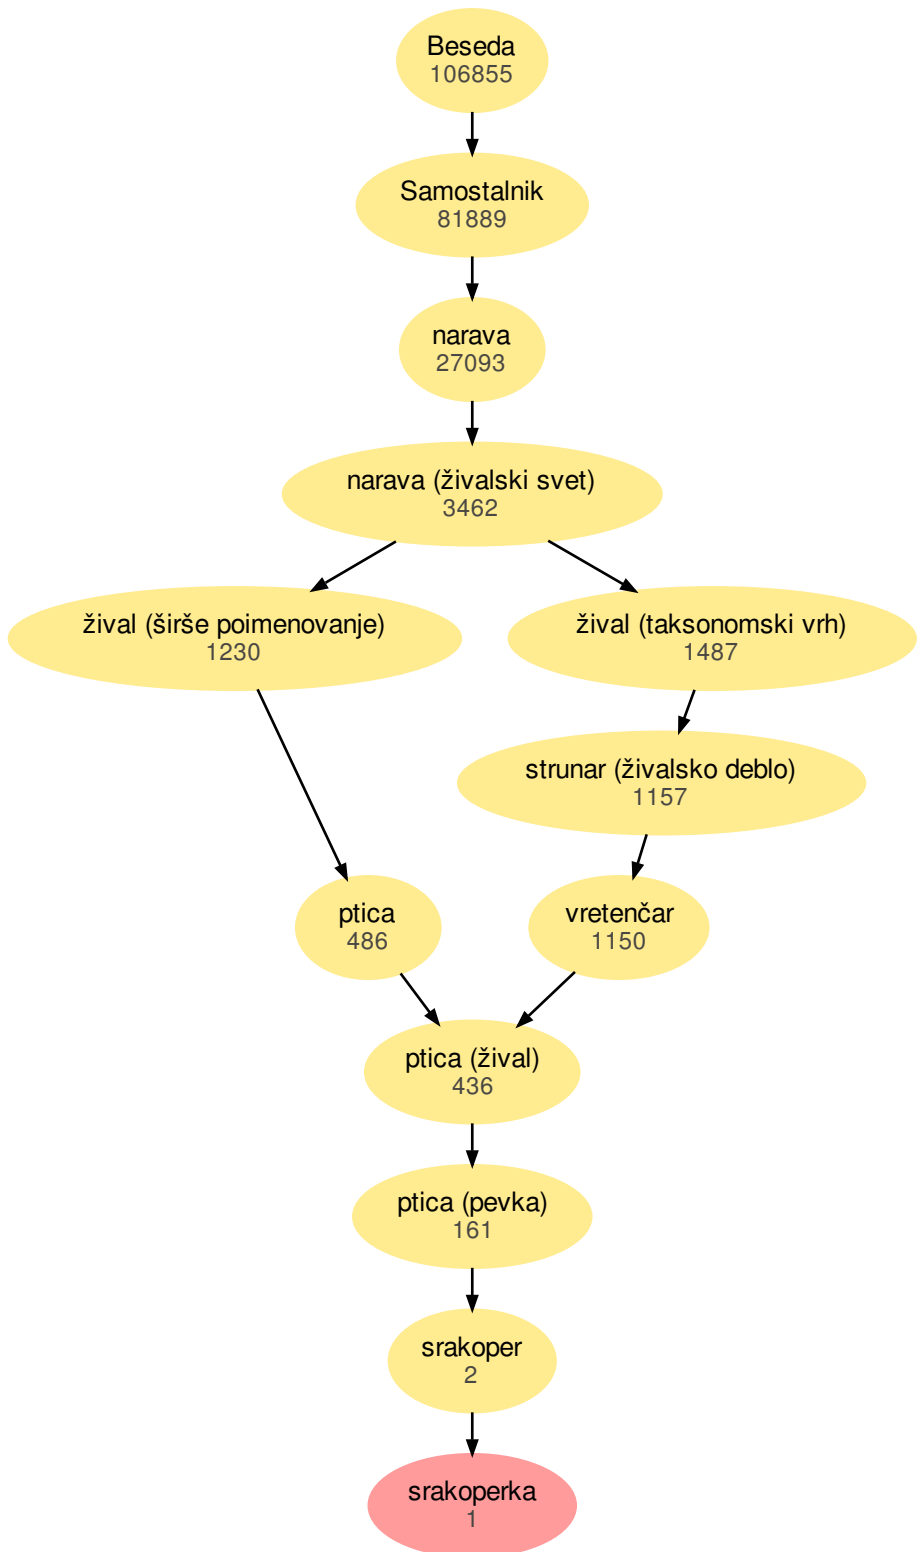 Beseda
106855
Samostalnik
81889
narava
27093
narava (živalski svet)
3462
žival (širše poimenovanje)
1230
žival (taksonomski vrh)
1487
strunar (živalsko deblo)
1157
ptica
486
vretenčar
1150
ptica (žival)
436
ptica (pevka)
161
srakoper
2
srakoperka
1